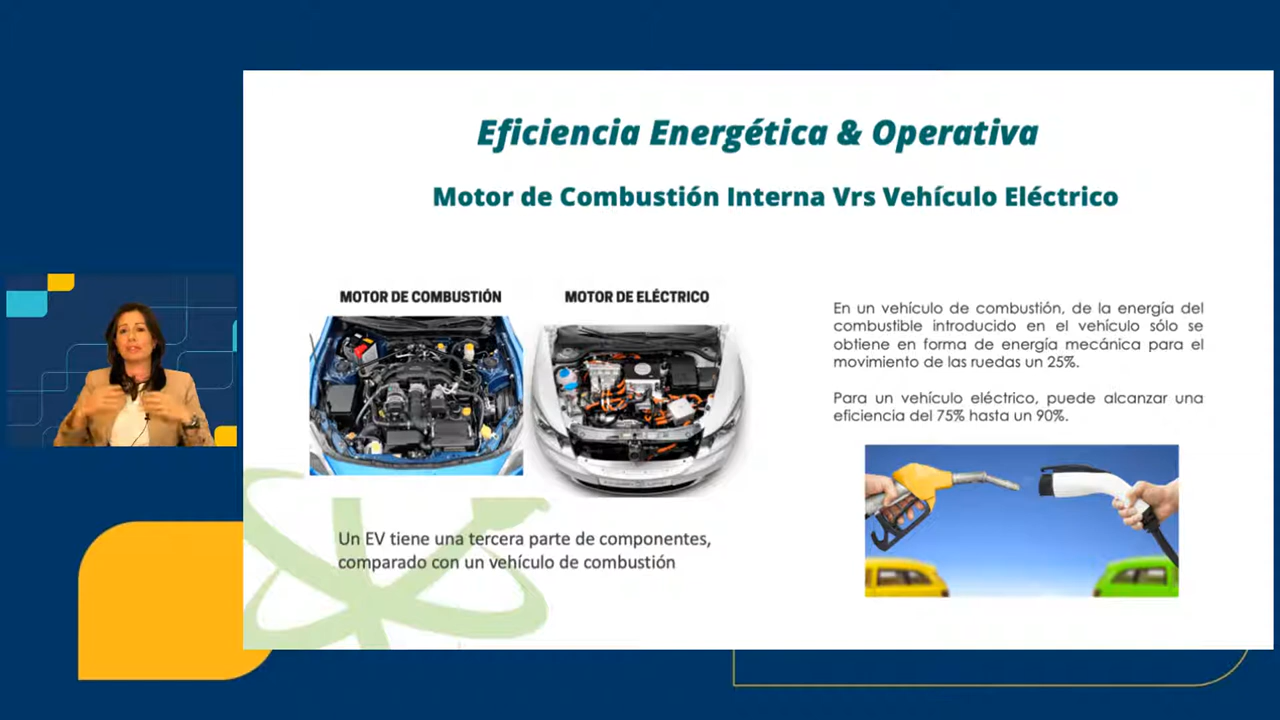 Eficiencia Energética & Operativa
Motor de Combustión Interna Vrs Vehículo Eléctrico
MOTOR DE COMBUSTIÓN
MOTOR DE ELÉCTRICO
Un EV tiene una tercera parte de componentes,
comparado con un vehículo de combustión
En un vehículo de combustión, de la energía del
combustible introducido en el vehículo sólo se
obtiene en forma de energía mecánica para el
movimiento de las ruedas un 25%.
Para un vehículo eléctrico, puede alcanzar una
eficiencia del 75% hasta un 90%.